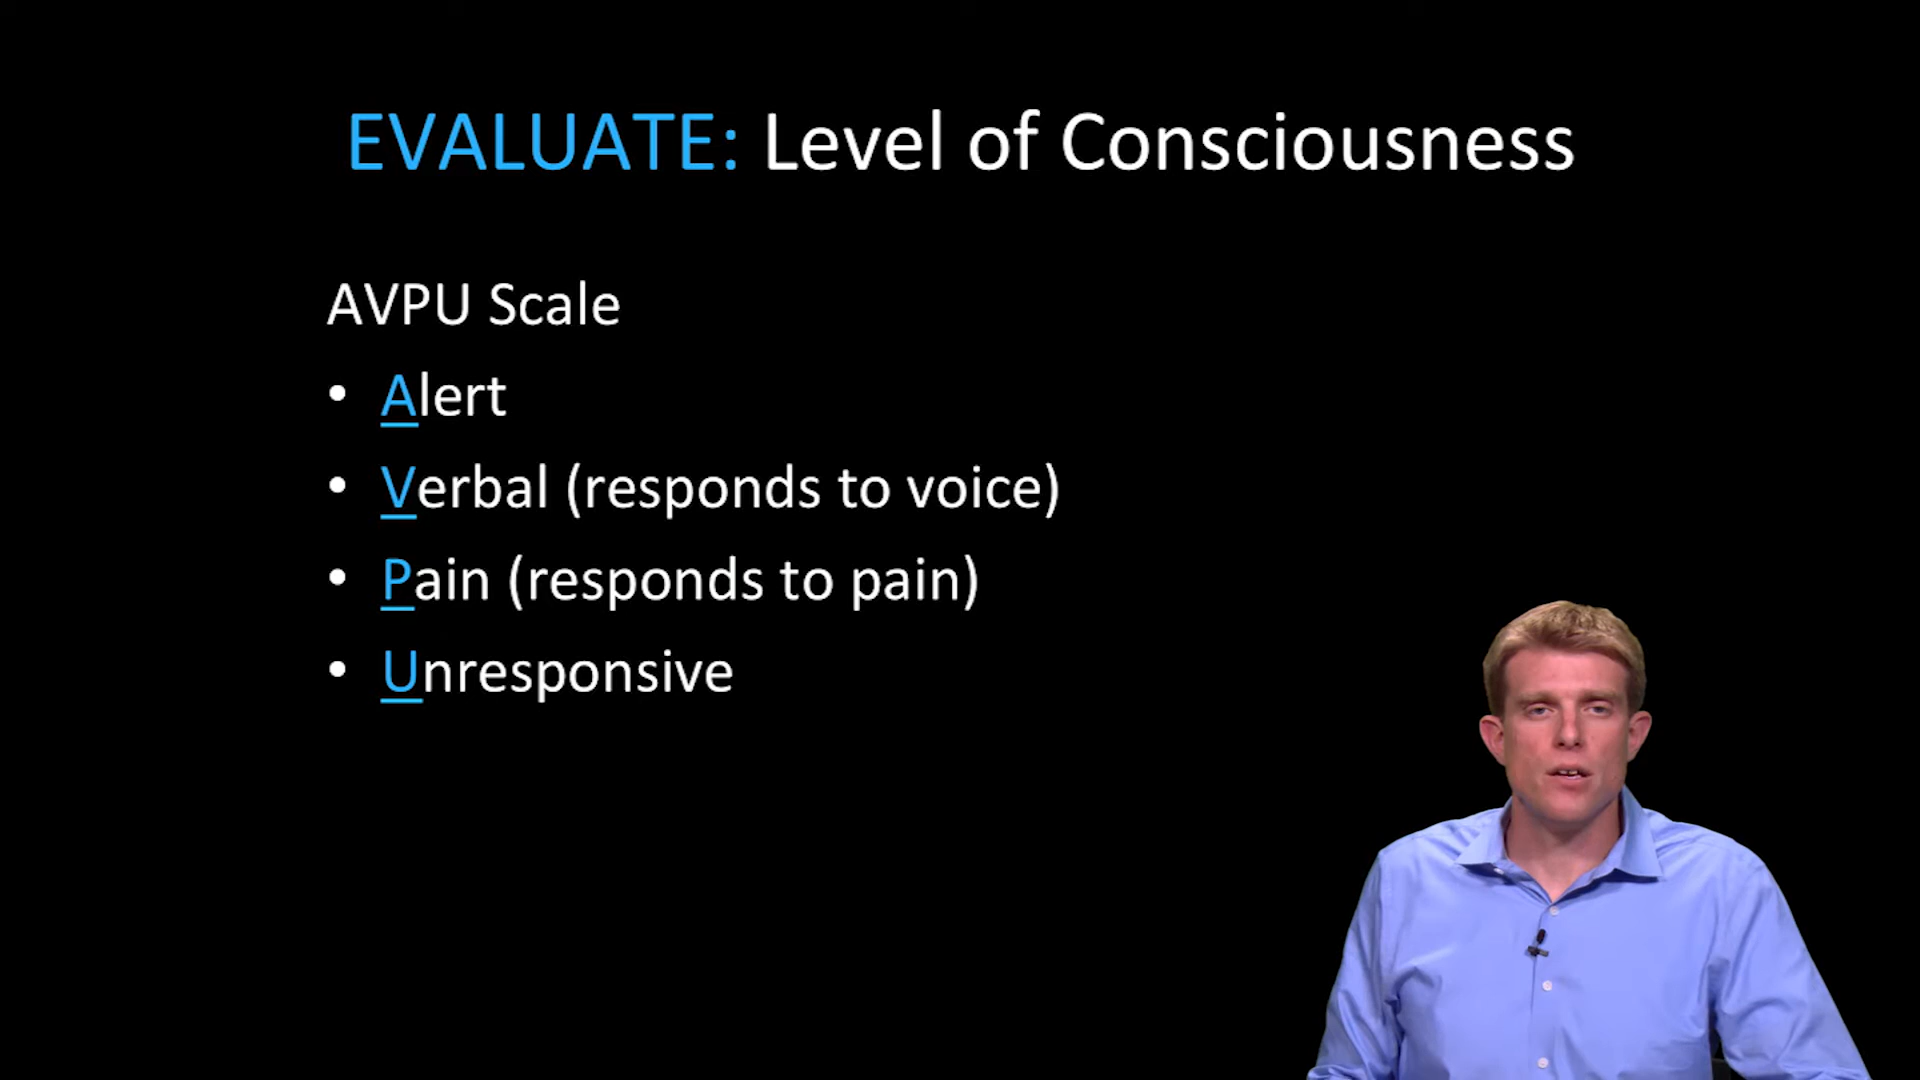 EVALUATE: Level of Consciousness
AVPU Scale
• Alert
• Verbal (responds to voice)
• Pain (responds to pain)
• Unresponsive